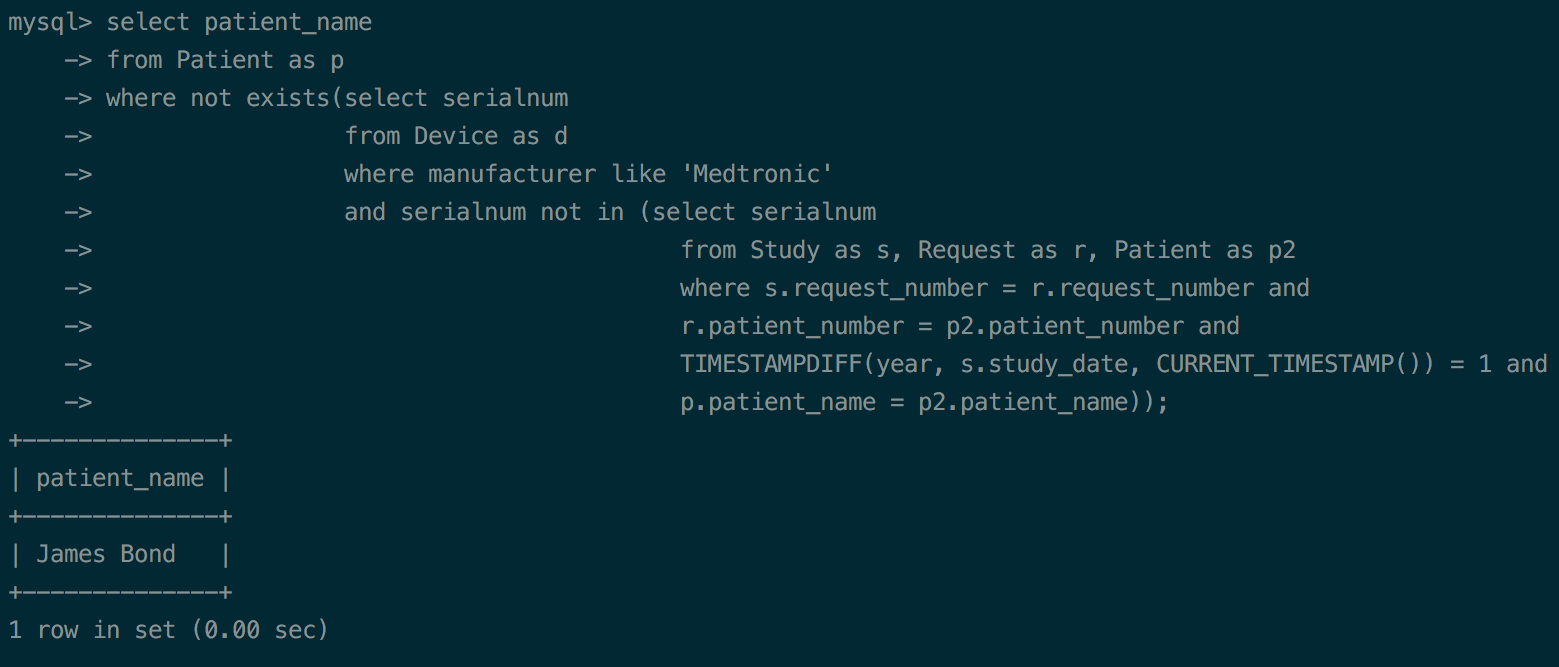 mysql> select patient_name
    -> from Patient as p
    -> where not exists(select serialnum
    ->                  from Device as d
    ->                  where manufacturer like 'Medtronic'
    ->                  and serialnum not in (select serialnum
    ->                                          from Study as s, Request as r, Patient as p2
    ->                                          where s.request_number = r.request_number and
    ->                                          r.patient_number = p2.patient_number and
    ->                                          TIMESTAMPDIFF(year, s.study_date, CURRENT_TIMESTAMP()) = 1 and
    ->                                          p.patient_name = p2.patient_name));
+--------------+
| patient_name |
+--------------+
| James Bond   |
+--------------+
1 row in set (0.00 sec)